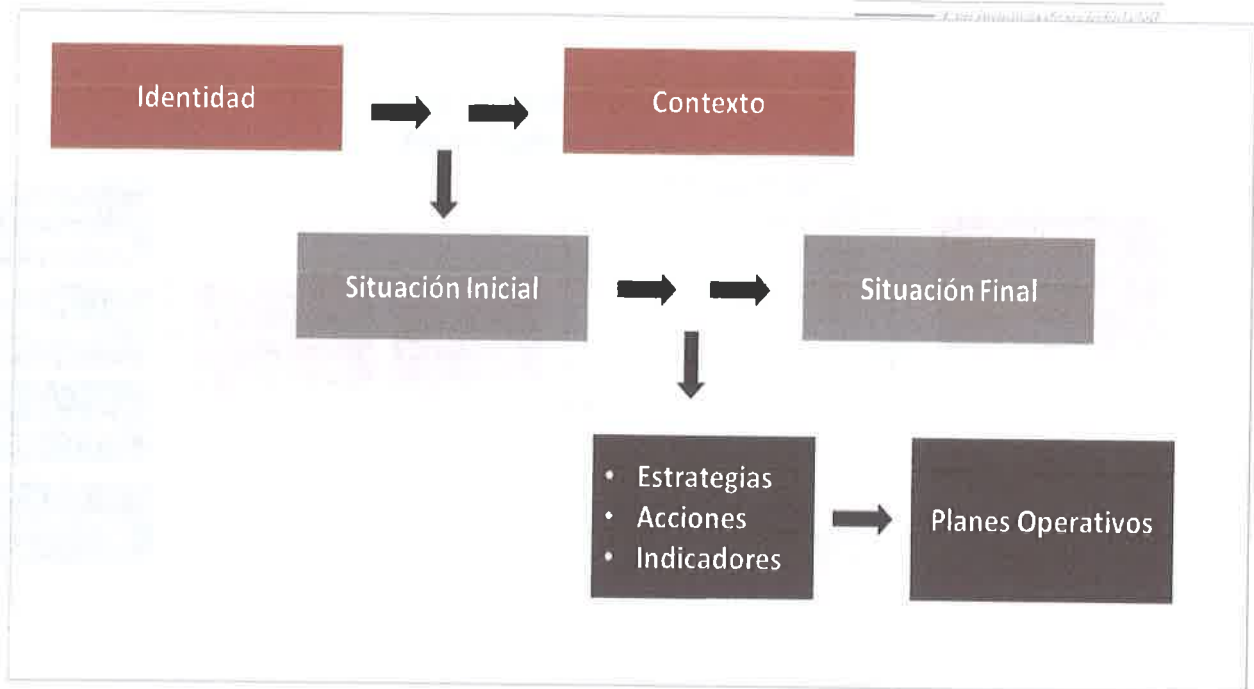 Identidad
Contexto
Situación Inicial
Situación Final
• Estrategias
• Acciones
• Indicadores
Planes Operativos